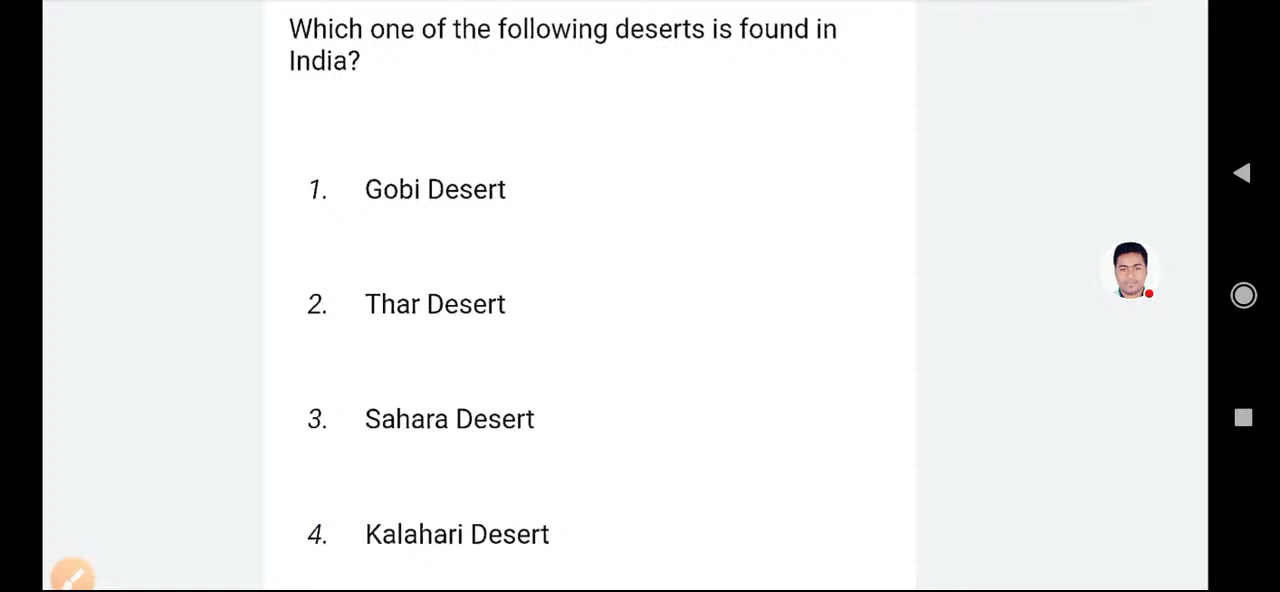 Which one of the following deserts is found in
India?
1. Gobi Desert
2. Thar Desert
3. Sahara Desert
4. Kalahari Desert